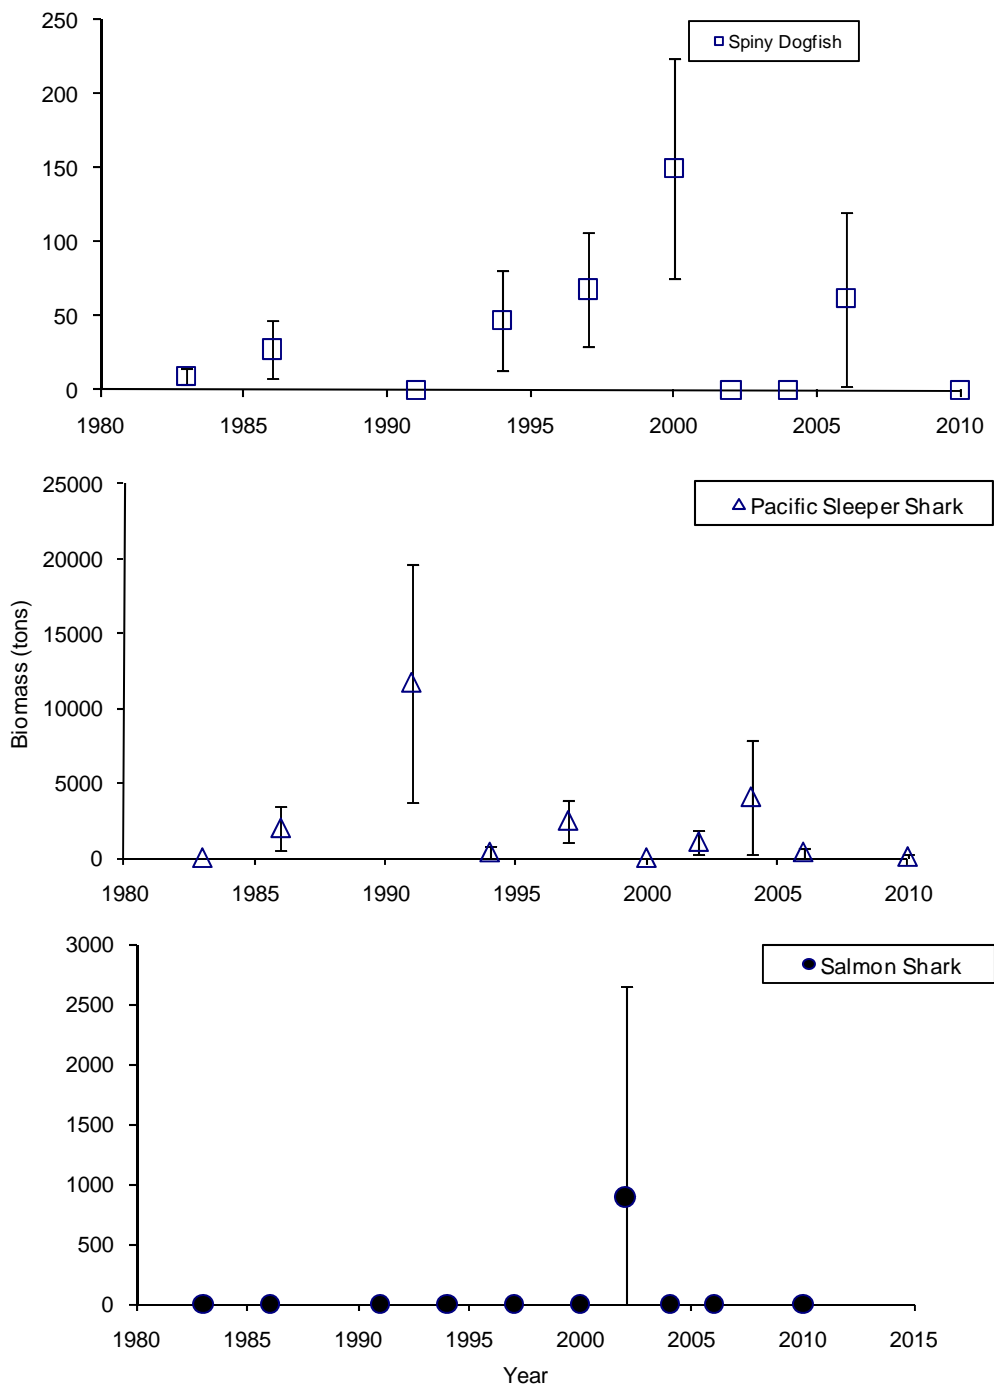 250
Spiny Dogfish
200
150
100
50
0
1980 1985 1990 1995 2000 2005 2010
25000
Pacific Sleeper Shark
20000
15000
10000
5000
0
1980 1985 1990 1995 2000 2005 2010
Biomass (tons)
3000
Salmon Shark
2500
2000
1500
1000
500
0
1980 1985 1990 1995 2000 2005 2010 2015
Year